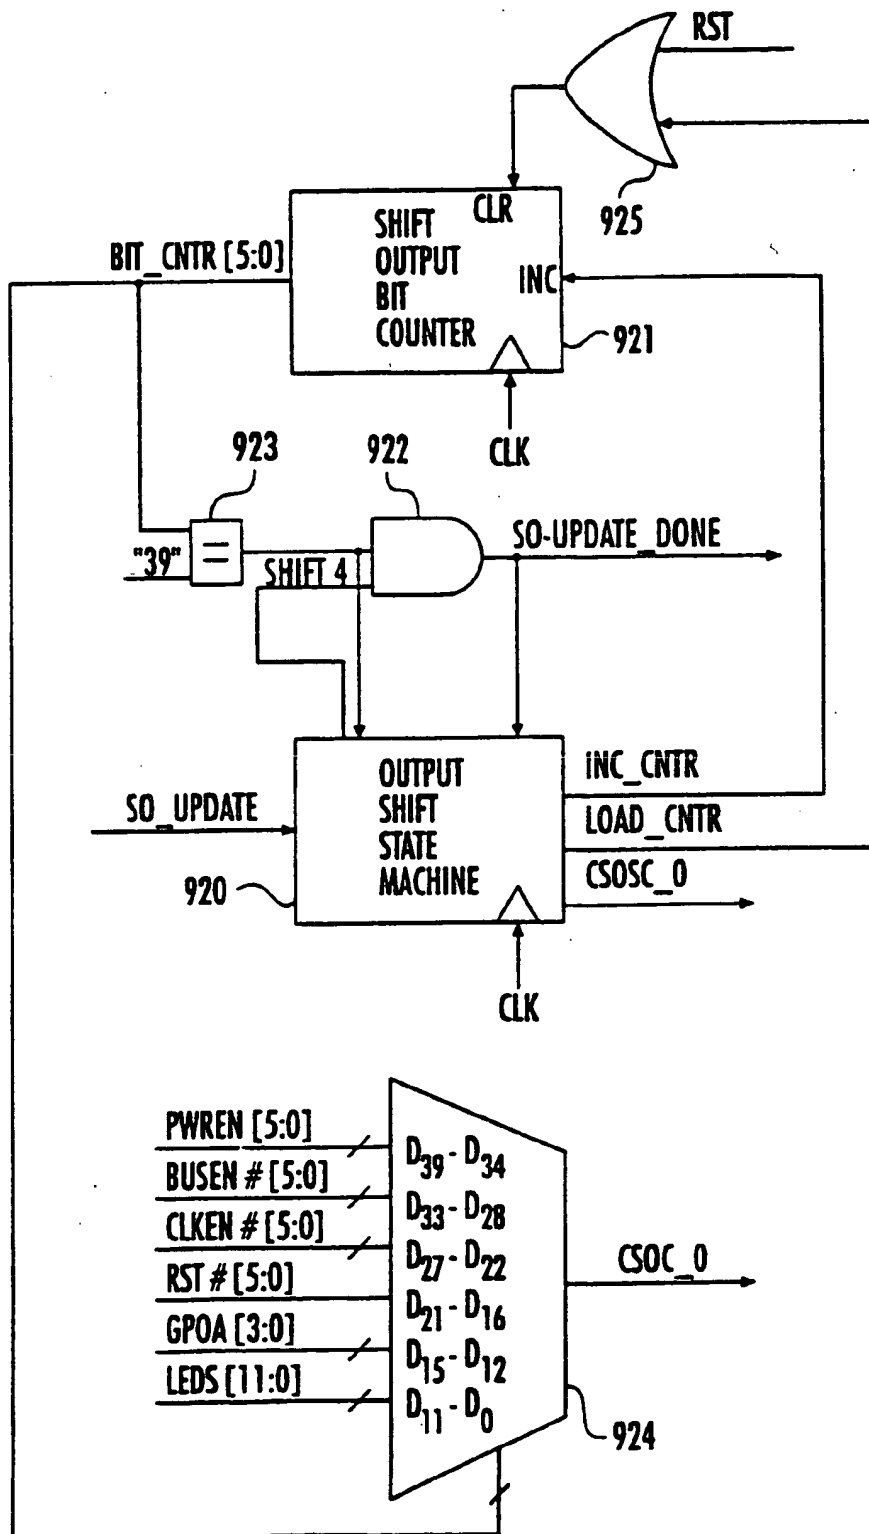 RST
925
CLR
SHIFT
OUTPUT
BIT
COUNTER
INC
BIT_CNTR [5:0]
921
CLK
923
922
"39"
=
SHIFT 4
SO-UPDATE_DONE
SO_UPDATE
OUTPUT
SHIFT
STATE
MACHINE
INC_CNTR
LOAD_CNTR
CSOSC_0
920
CLK
PWREN [5:0]
D39 - D34
BUSEN # [5:0]
D33 - D28
CLKEN # [5:0]
D27 - D22
RST # [5:0]
D21 - D16
GPOA [3:0]
D15 - D12
LEDS [11:0]
D11 - D0
CSOC_0
924